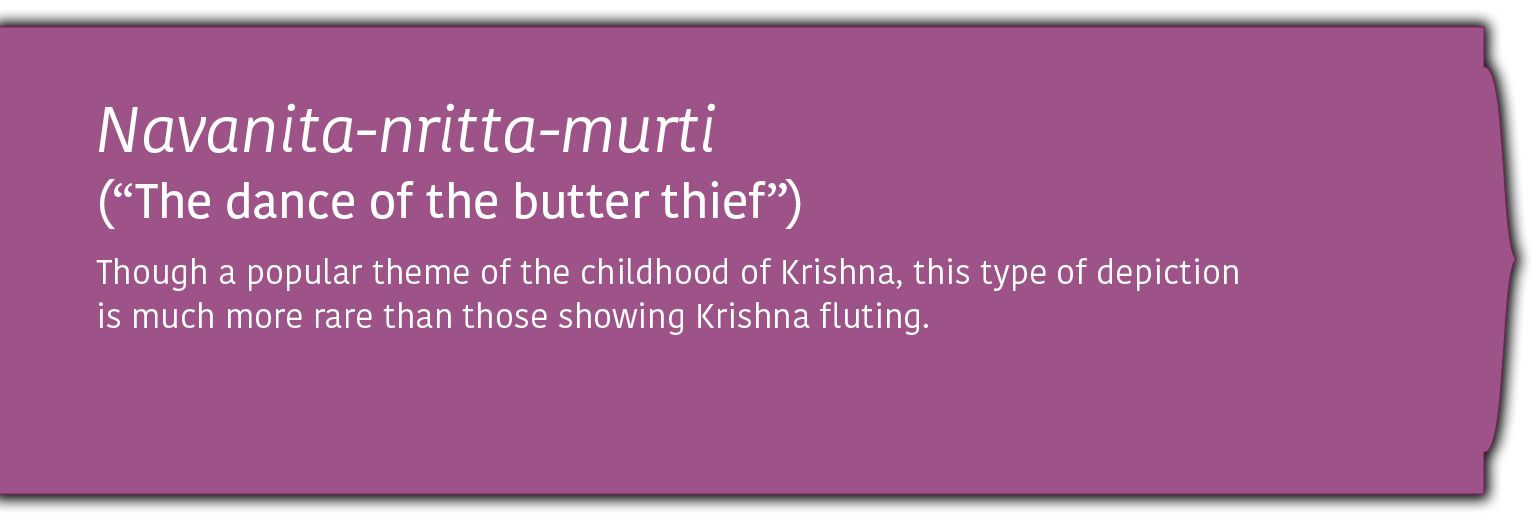 Navanita-nritta-murti
(“The dance of the butter thief”)
Though a popular theme of the childhood of Krishna, this type of depiction
is much more rare than those showing Krishna fluting.